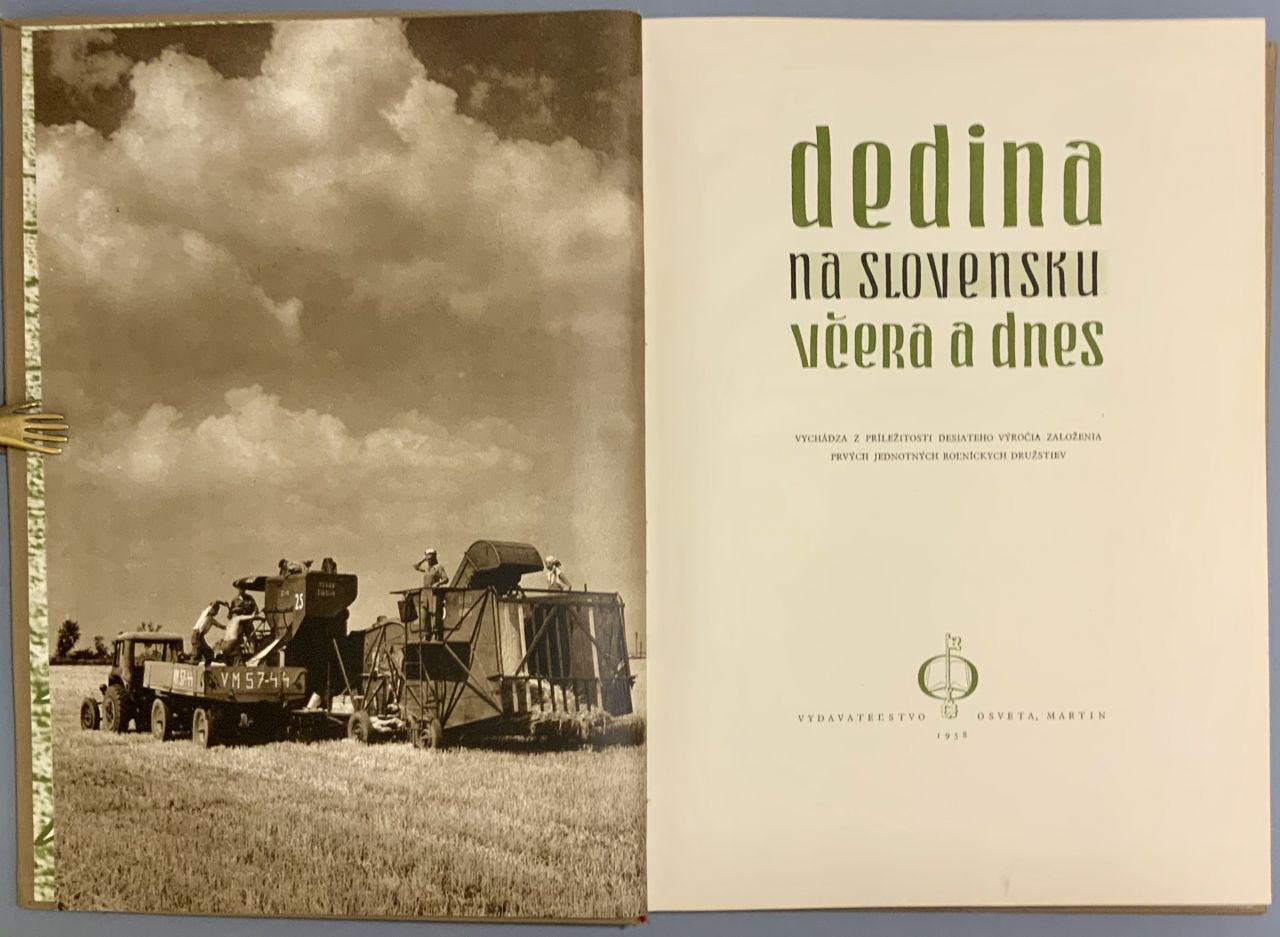 25
VM 57-44
dedina
na SLOVENSKU
včera a dnes
VYCHÁDZA Z PRÍLEŽITOSTI DESIATEHO VÝROČIA ZALOŽENIA
PRVÝCH JEDNOTNÝCH ROĽNÍCKYCH DRUŽSTIEV
VYDAVATEĽSTVO OSVETA, MARTIN
1958